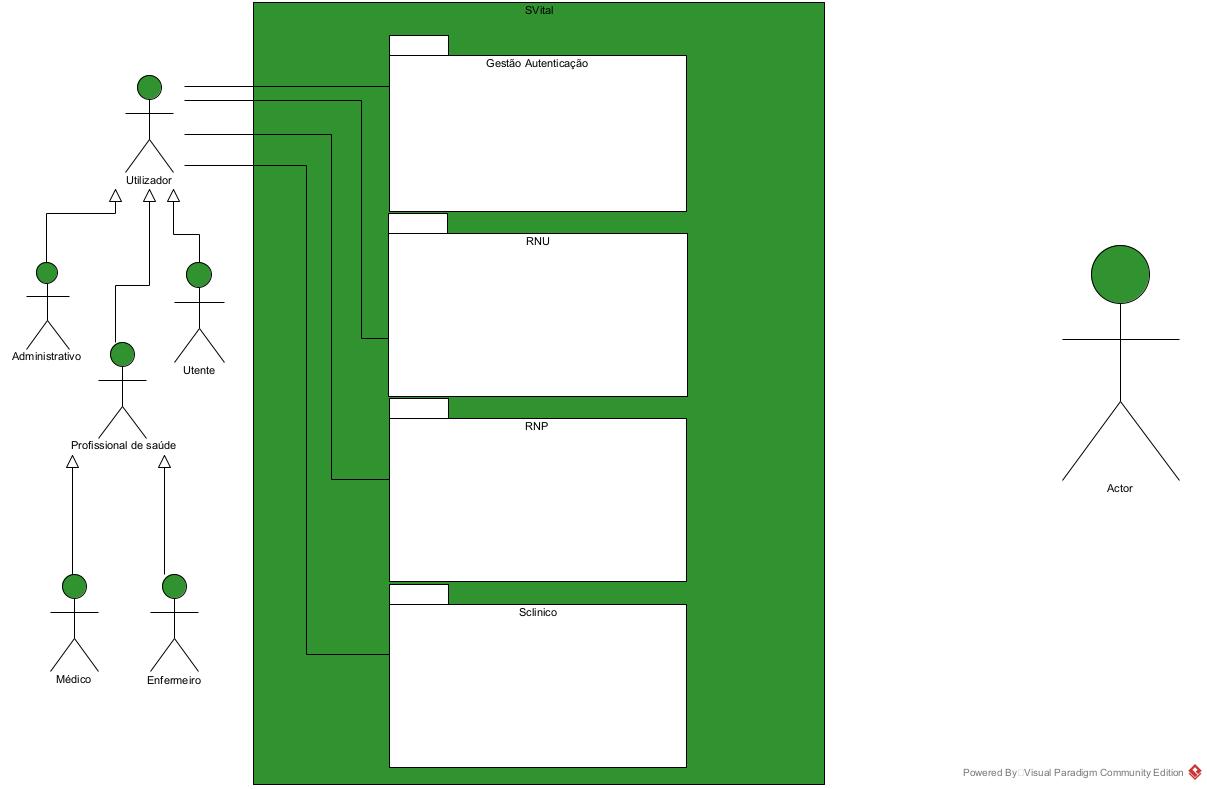 SVital
Gestão Autenticação
Utilizador
RNU
Administrativo
Utente
RNP
Profissional de saúde
Actor
Sclinico
Médico
Enfermeiro
Powered By Visual Paradigm Community Edition